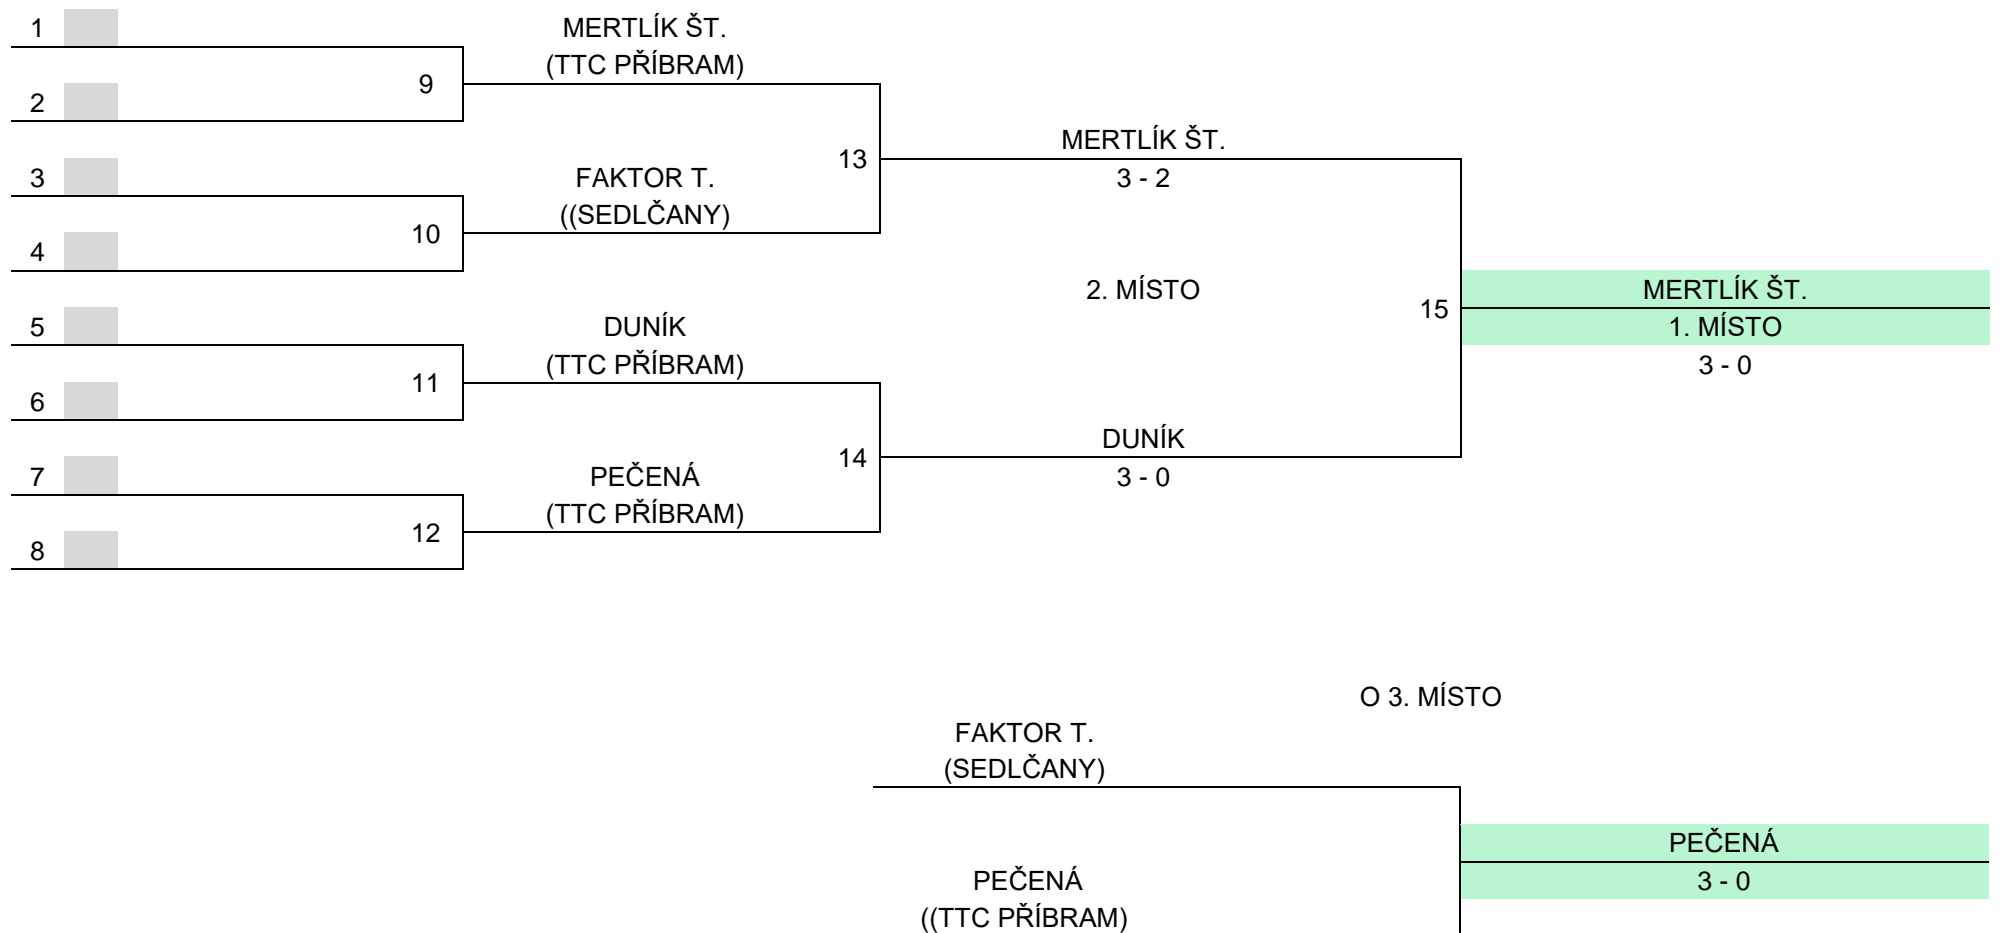 1
MERTLÍK ŠT.
(TTC PŘÍBRAM)
9
2
MERTLÍK ŠT.
13
3
FAKTOR T.
3 - 2
((SEDLČANY)
10
4
2. MÍSTO
MERTLÍK ŠT.
15
5
DUNÍK
1. MÍSTO
(TTC PŘÍBRAM)
3 - 0
11
6
DUNÍK
14
7
PEČENÁ
3 - 0
(TTC PŘÍBRAM)
12
8
O 3. MÍSTO
FAKTOR T.
(SEDLČANY)
PEČENÁ
PEČENÁ
3 - 0
((TTC PŘÍBRAM)